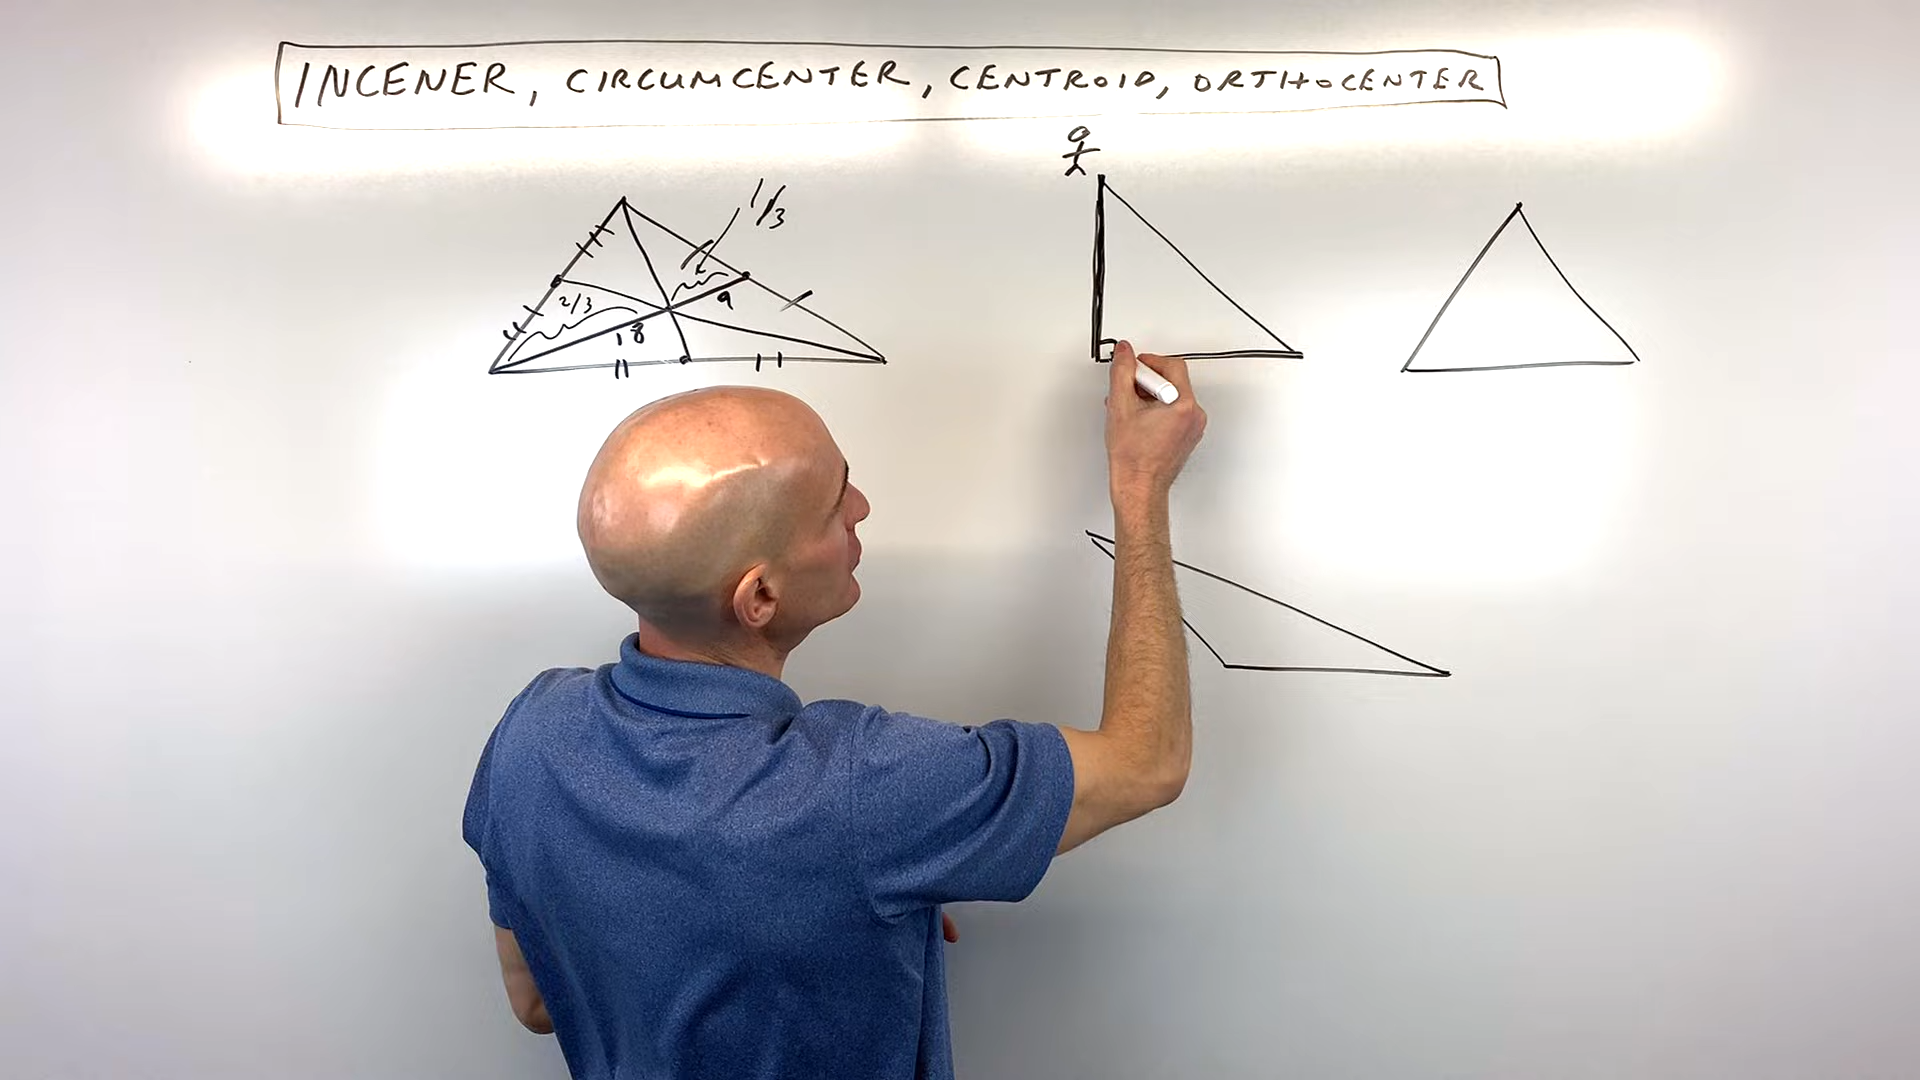 INCENER, CIRCUMCENTER, CENTROID, ORTHOCENTER
1/3
2/3
9
18